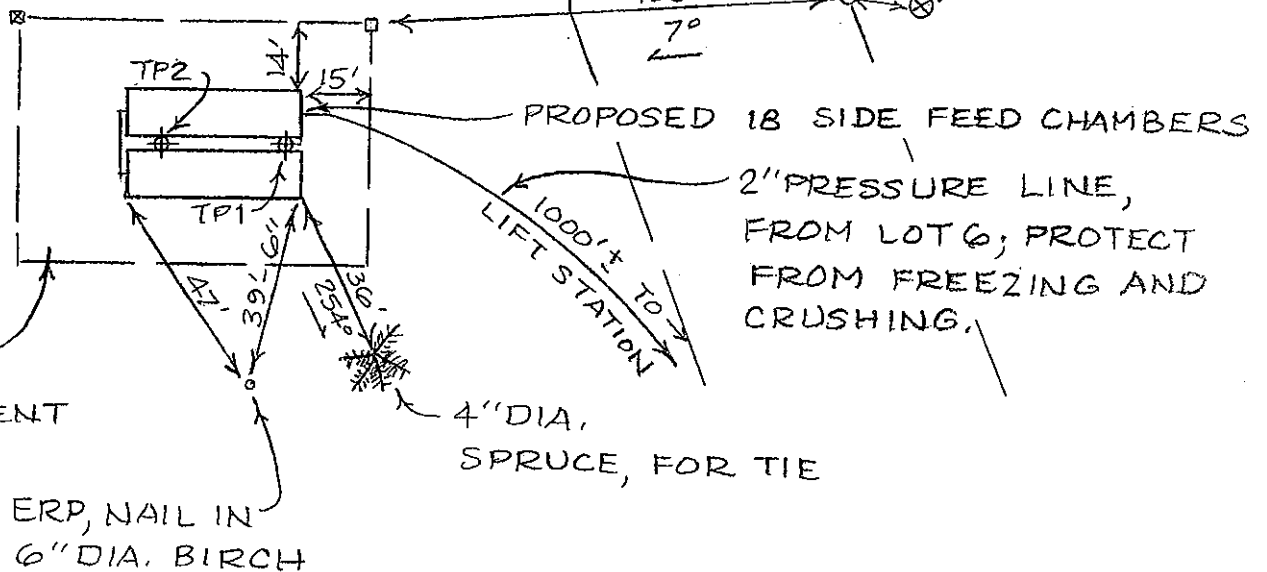 7°
14'
15'
TP2
PROPOSED 18 SIDE FEED CHAMBERS
2" PRESSURE LINE,
FROM LOT 6; PROTECT
FROM FREEZING AND
CRUSHING.
TP1
1000'± TO
LIFT STATION
47'
39'-6"
36'
254°
ENT
4" DIA.
SPRUCE, FOR TIE
ERP, NAIL IN
6" DIA. BIRCH